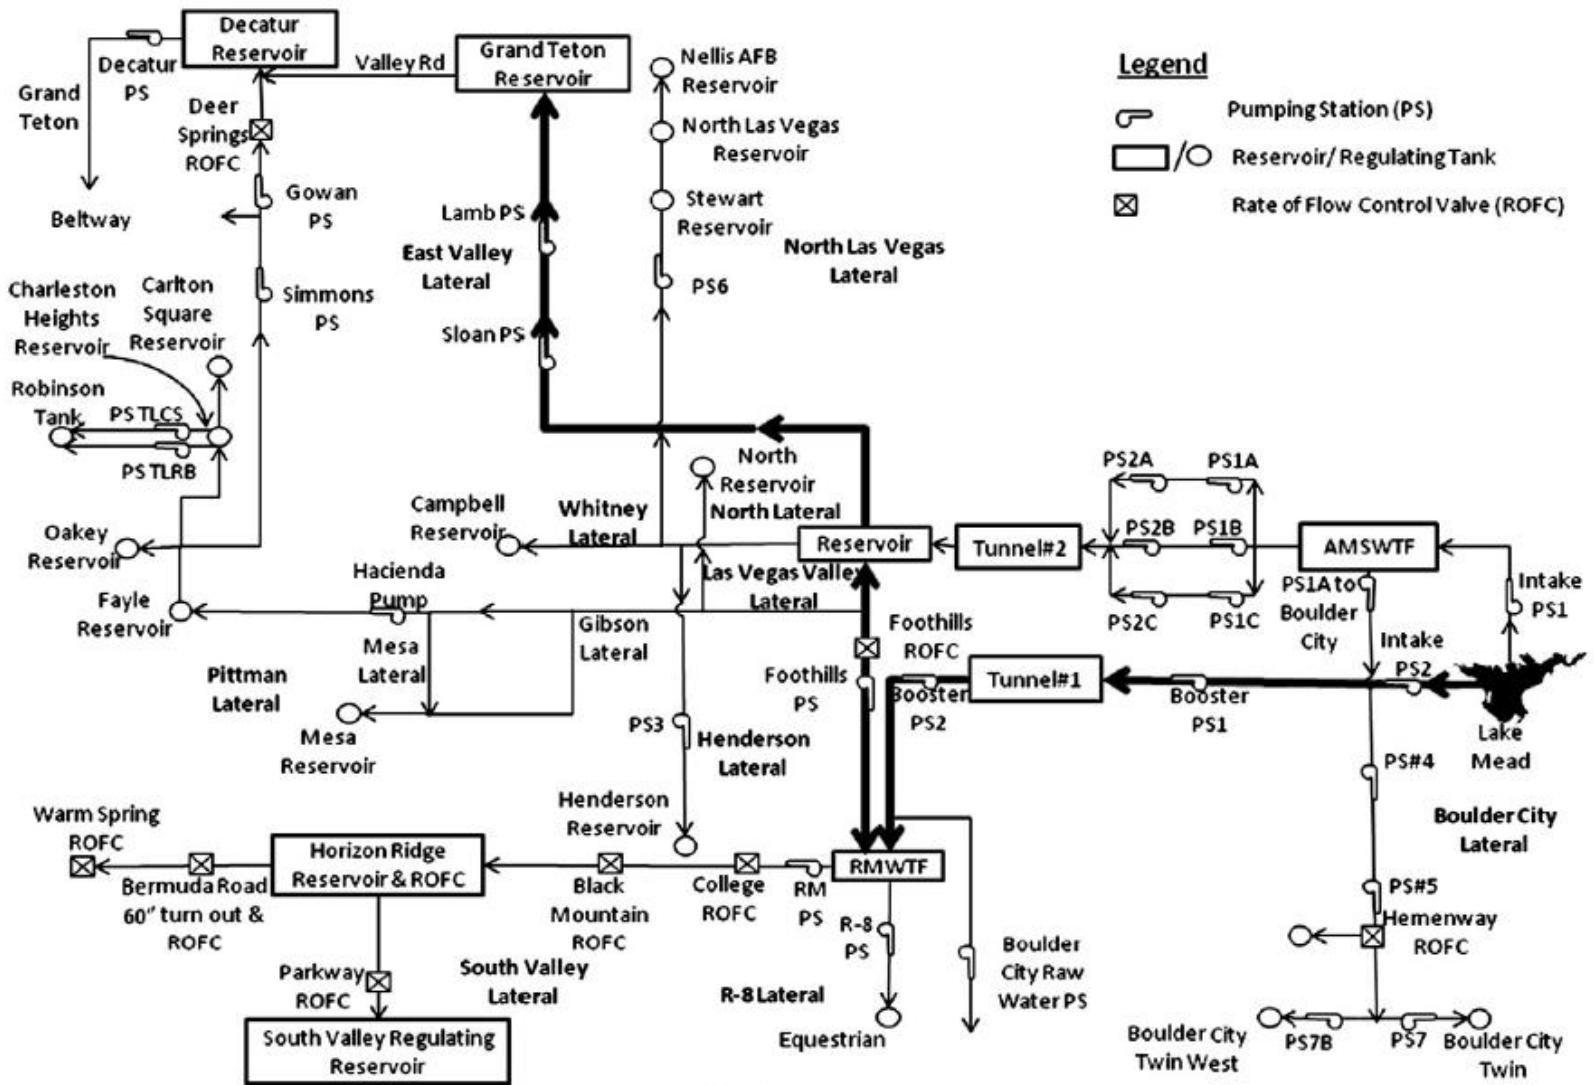 Decatur
Reservoir
Grand Teton
Reservoir
Valley Rd
Decatur
PS
Grand
Teton
Beltway
Deer
Springs
ROFC
Gowan
PS
Simmons
PS
Nellis AFB
Reservoir
North Las Vegas
Reservoir
Stewart
Reservoir
North Las Vegas
Lateral
PS6
Lamb PS
East Valley
Lateral
Sloan PS
Legend
Pumping Station (PS)
/
Reservoir/ Regulating Tank
Rate of Flow Control Valve (ROFC)
Charleston
Heights
Reservoir
Carlton
Square
Reservoir
Robinson
Tank
PS TLCS
PS TLRB
Oakey
Reservoir
Fayle
Reservoir
Campbell
Reservoir
Whitney
Lateral
North
Reservoir
North Lateral
Reservoir
Las Vegas Valley
Lateral
Hacienda
Pump
Mesa
Lateral
Gibson
Lateral
Pittman
Lateral
Mesa
Reservoir
PS3
Henderson
Lateral
Henderson
Reservoir
Foothills
ROFC
Foothills
PS
Tunnel#2
PS2A
PS1A
PS2B
PS1B
PS2C
PS1C
AMSWTF
PS1A to
Boulder
City
Intake
PS1
Intake
PS2
Tunnel#1
Booster
PS2
Booster
PS1
Lake
Mead
PS#4
Boulder City
Lateral
PS#5
Hemenway
ROFC
Boulder City
Twin West
PS7B
PS7
Boulder City
Twin
Warm Spring
ROFC
Bermuda Road
60" turn out &
ROFC
Horizon Ridge
Reservoir & ROFC
Black
Mountain
ROFC
College
ROFC
RM
PS
RMWTF
R-8
PS
R-8 Lateral
Equestrian
Boulder
City Raw
Water PS
Parkway
ROFC
South Valley
Lateral
South Valley Regulating
Reservoir